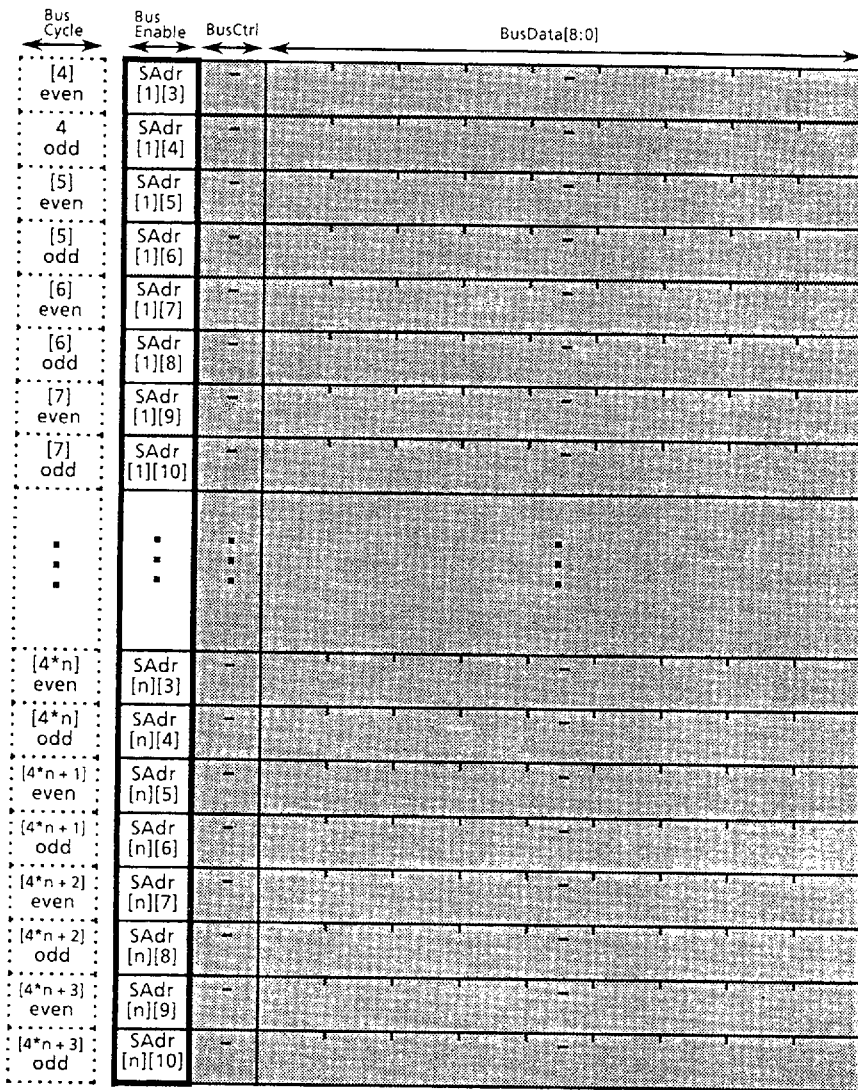 Bus Cycle
Bus Enable
BusCtrl
BusData[8:0]
[4] even
SAdr [1][3]
-
-
4 odd
SAdr [1][4]
-
-
[5] even
SAdr [1][5]
-
-
[5] odd
SAdr [1][6]
-
-
[6] even
SAdr [1][7]
-
-
[6] odd
SAdr [1][8]
-
-
[7] even
SAdr [1][9]
-
-
[7] odd
SAdr [1][10]
-
-
[4*n] even
SAdr [n][3]
-
-
[4*n] odd
SAdr [n][4]
-
-
[4*n + 1] even
SAdr [n][5]
-
-
[4*n + 1] odd
SAdr [n][6]
-
-
[4*n + 2] even
SAdr [n][7]
-
-
[4*n + 2] odd
SAdr [n][8]
-
-
[4*n + 3] even
SAdr [n][9]
-
-
[4*n + 3] odd
SAdr [n][10]
-
-